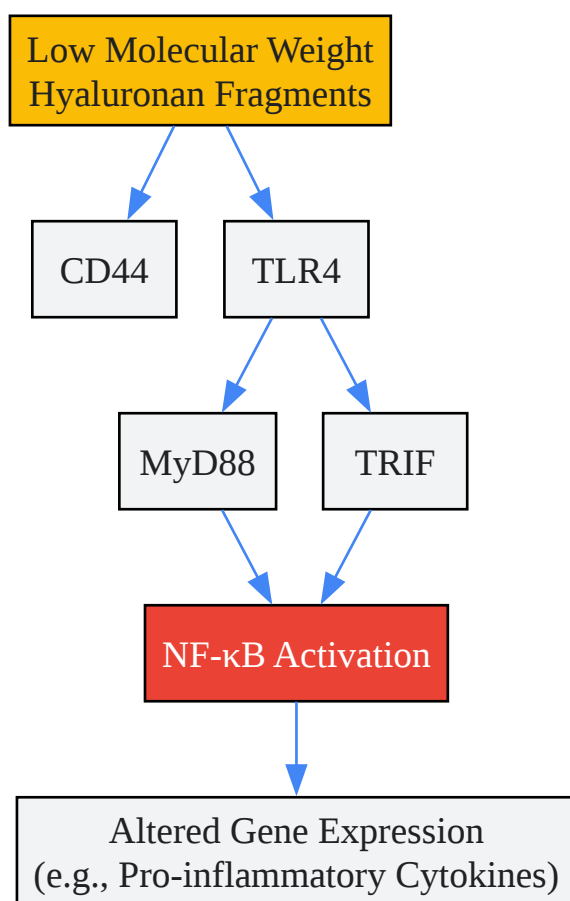 Low Molecular Weight
Hyaluronan Fragments
CD44
TLR4
MyD88
TRIF
NF-κB Activation
Altered Gene Expression
(e.g., Pro-inflammatory Cytokines)